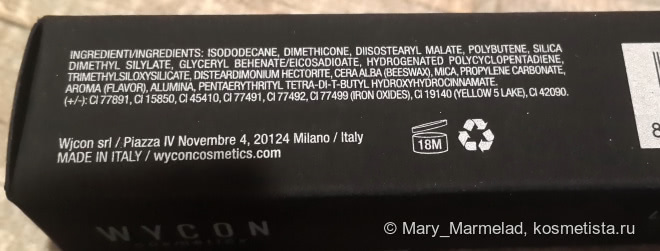 INGREDIENTI/INGREDIENTS: ISODODECANE, DIMETHICONE, DIISOSTEARYL MALATE, POLYBUTENE, SILICA
DIMETHYL SILYLATE, GLYCERYL BEHENATE/EICOSADIOATE, HYDROGENATED POLYCYCLOPENTADIENE,
TRIMETHYLSILOXYSILICATE, DISTEARDIMONIUM HECTORITE, CERA ALBA (BEESWAX), MICA, PROPYLENE CARBONATE,
AROMA (FLAVOR), ALUMINA, PENTAERYTHRITYL TETRA-DI-T-BUTYL HYDROXYHYDROCINNAMATE.
(+/-): CI 77891, CI 15850, CI 45410, CI 77491, CI 77492, CI 77499 (IRON OXIDES), CI 19140 (YELLOW 5 LAKE), CI 42090.
Wjcon srl / Piazza IV Novembre 4, 20124 Milano / Italy
MADE IN ITALY / wyconcosmetics.com
18M
8
WYCON
© Mary_Marmelad, kosmetista.ru